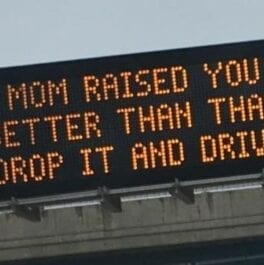 MOM RAISED YOU
ETTER THAN THA
DROP IT AND DRIV